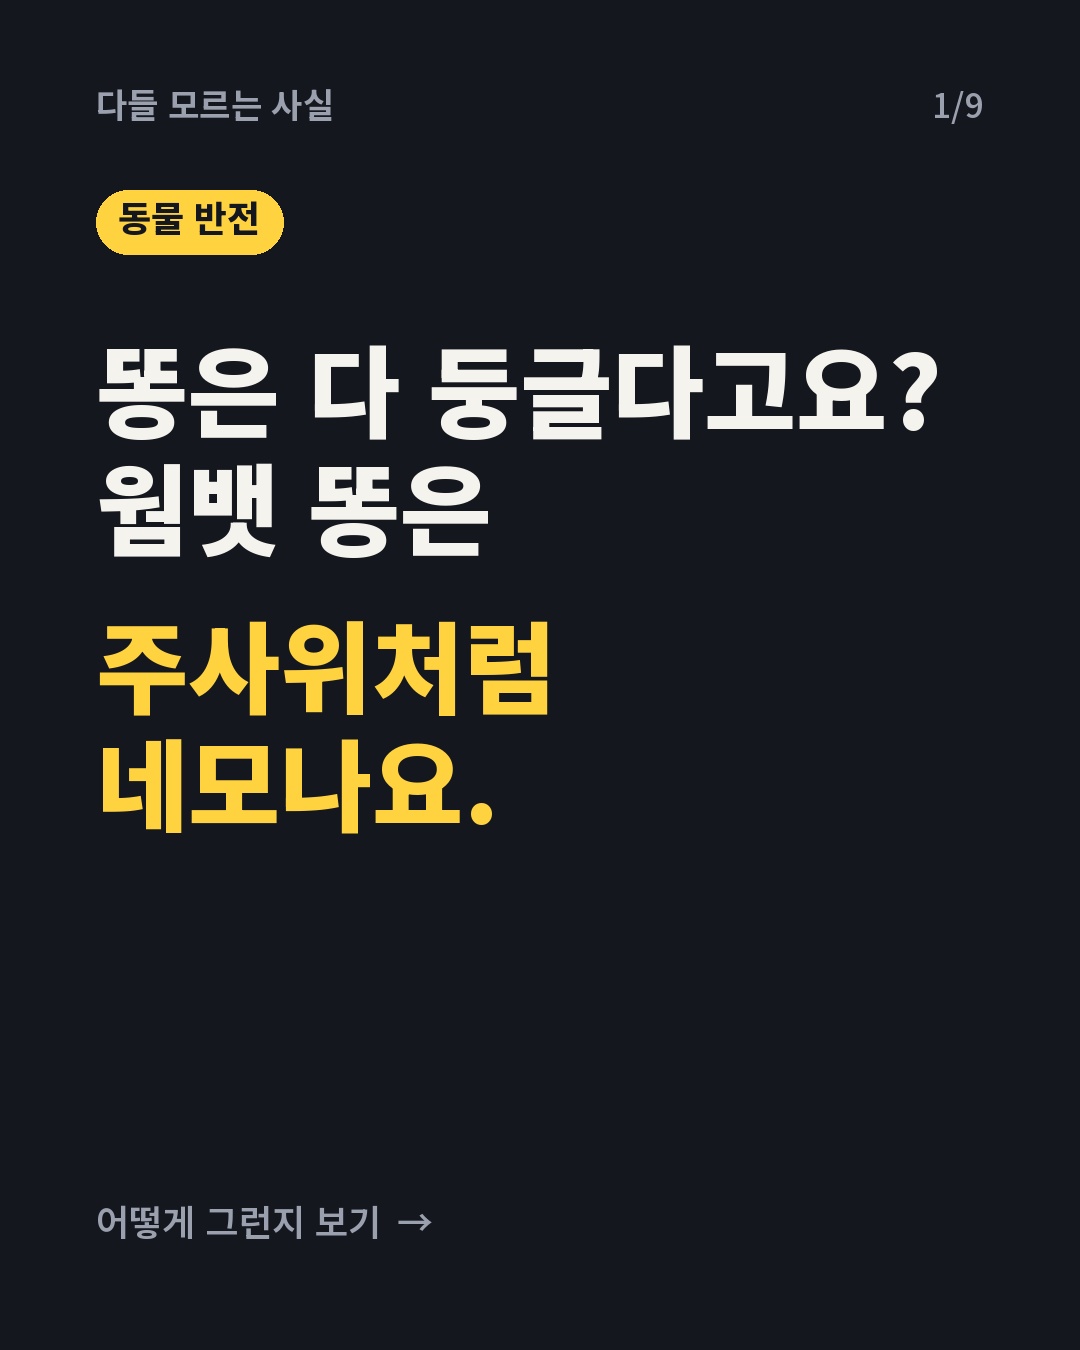 다들 모르는 사실
1/9
동물 반전
똥은 다 둥글다고요?
웜뱃 똥은
주사위처럼
네모나요.
어떻게 그런지 보기 →